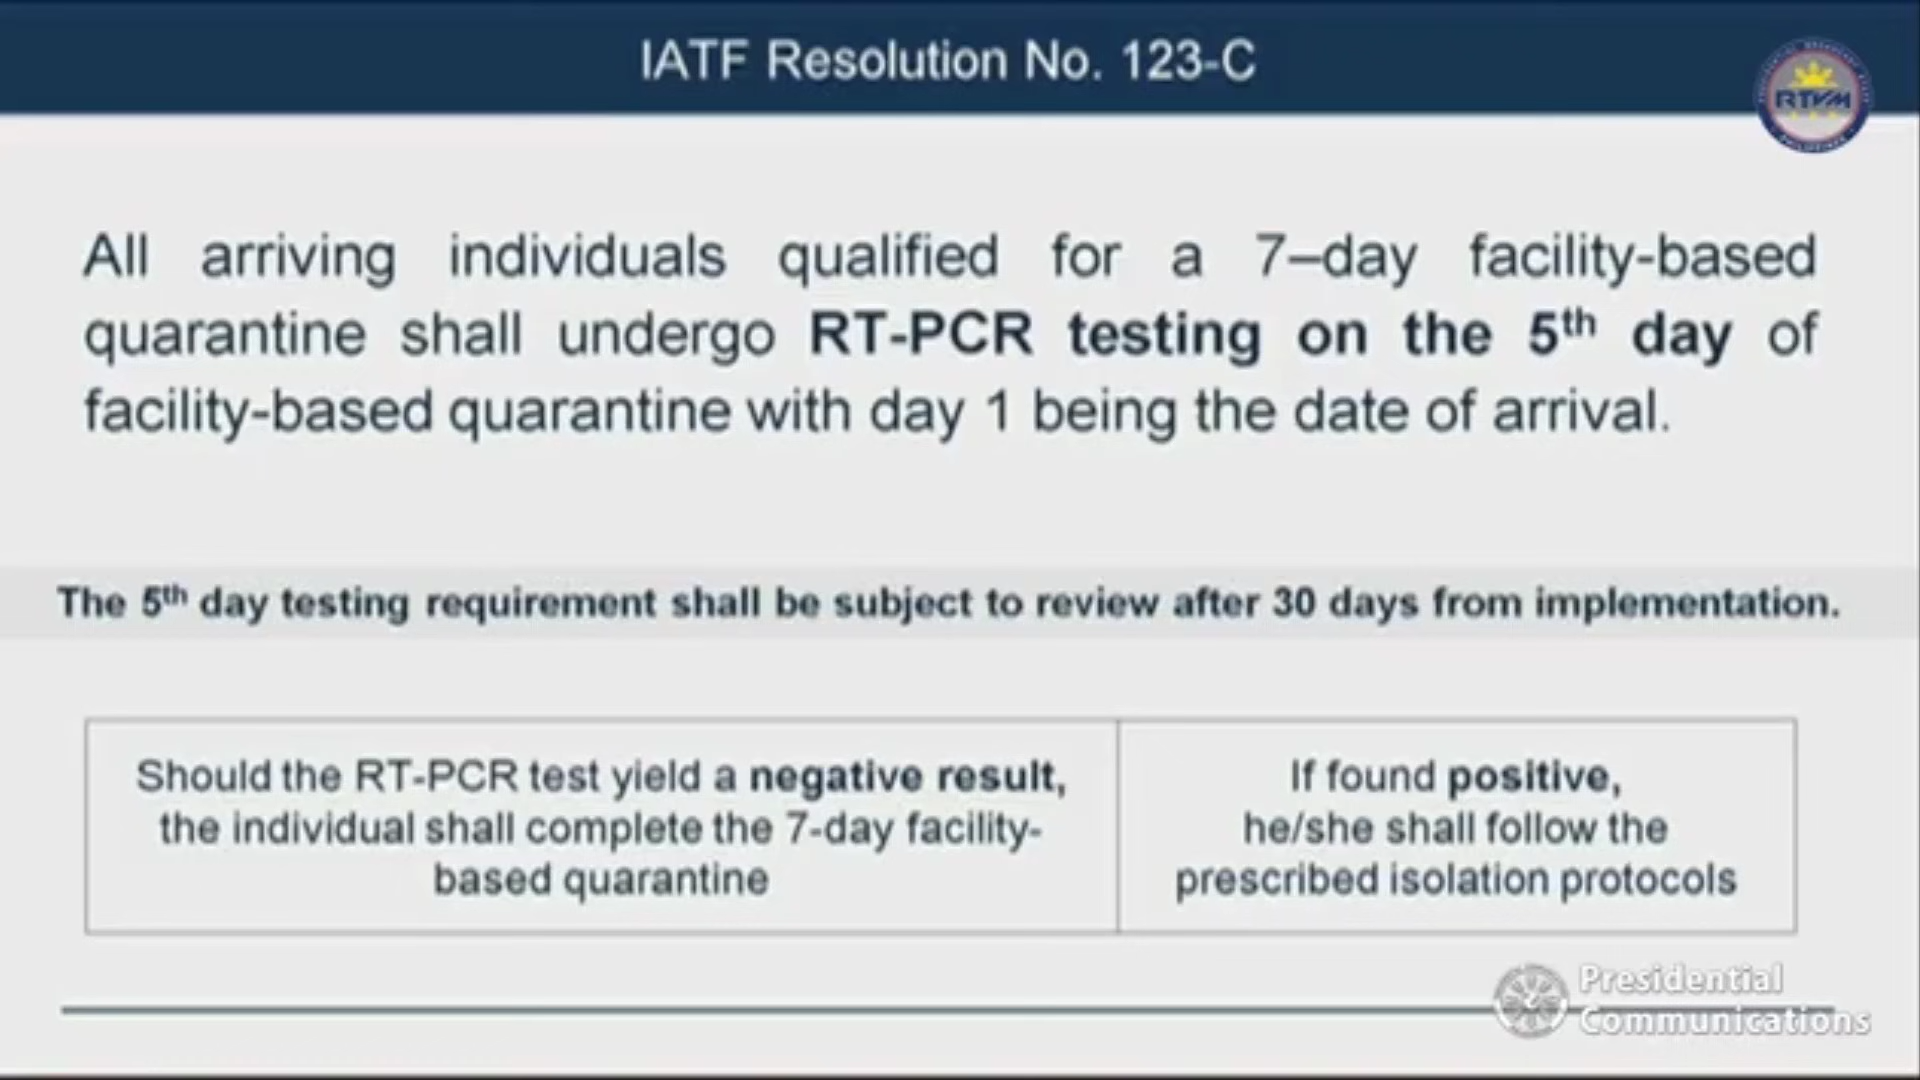 IATF Resolution No. 123-C
RTVM
PHILIPPINES
All arriving individuals qualified for a 7–day facility-based
quarantine shall undergo RT-PCR testing on the 5th day of
facility-based quarantine with day 1 being the date of arrival.
The 5th day testing requirement shall be subject to review after 30 days from implementation.
Should the RT-PCR test yield a negative result,
the individual shall complete the 7-day facility-
based quarantine
If found positive,
he/she shall follow the
prescribed isolation protocols
Presidential
Communications